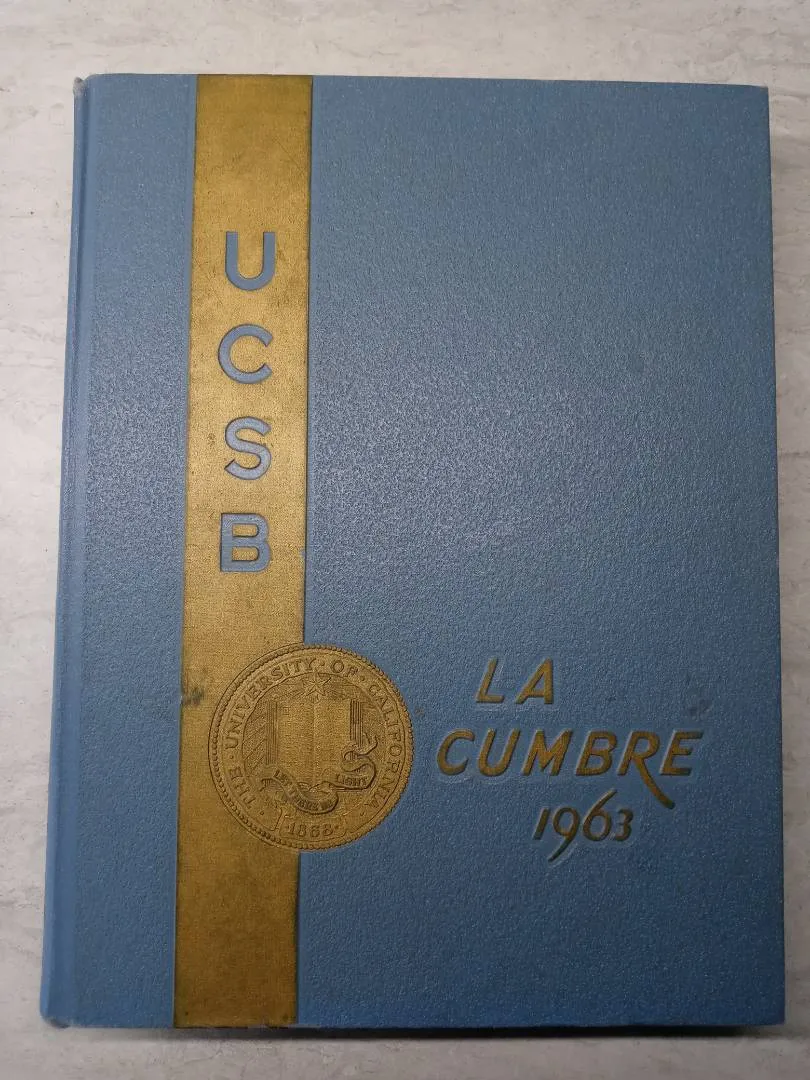 UCSB
THE · UNIVERSITY · OF · CALIFORNIA ·
LET THERE BE LIGHT
· 1868 ·
LA
CUMBRE
1963